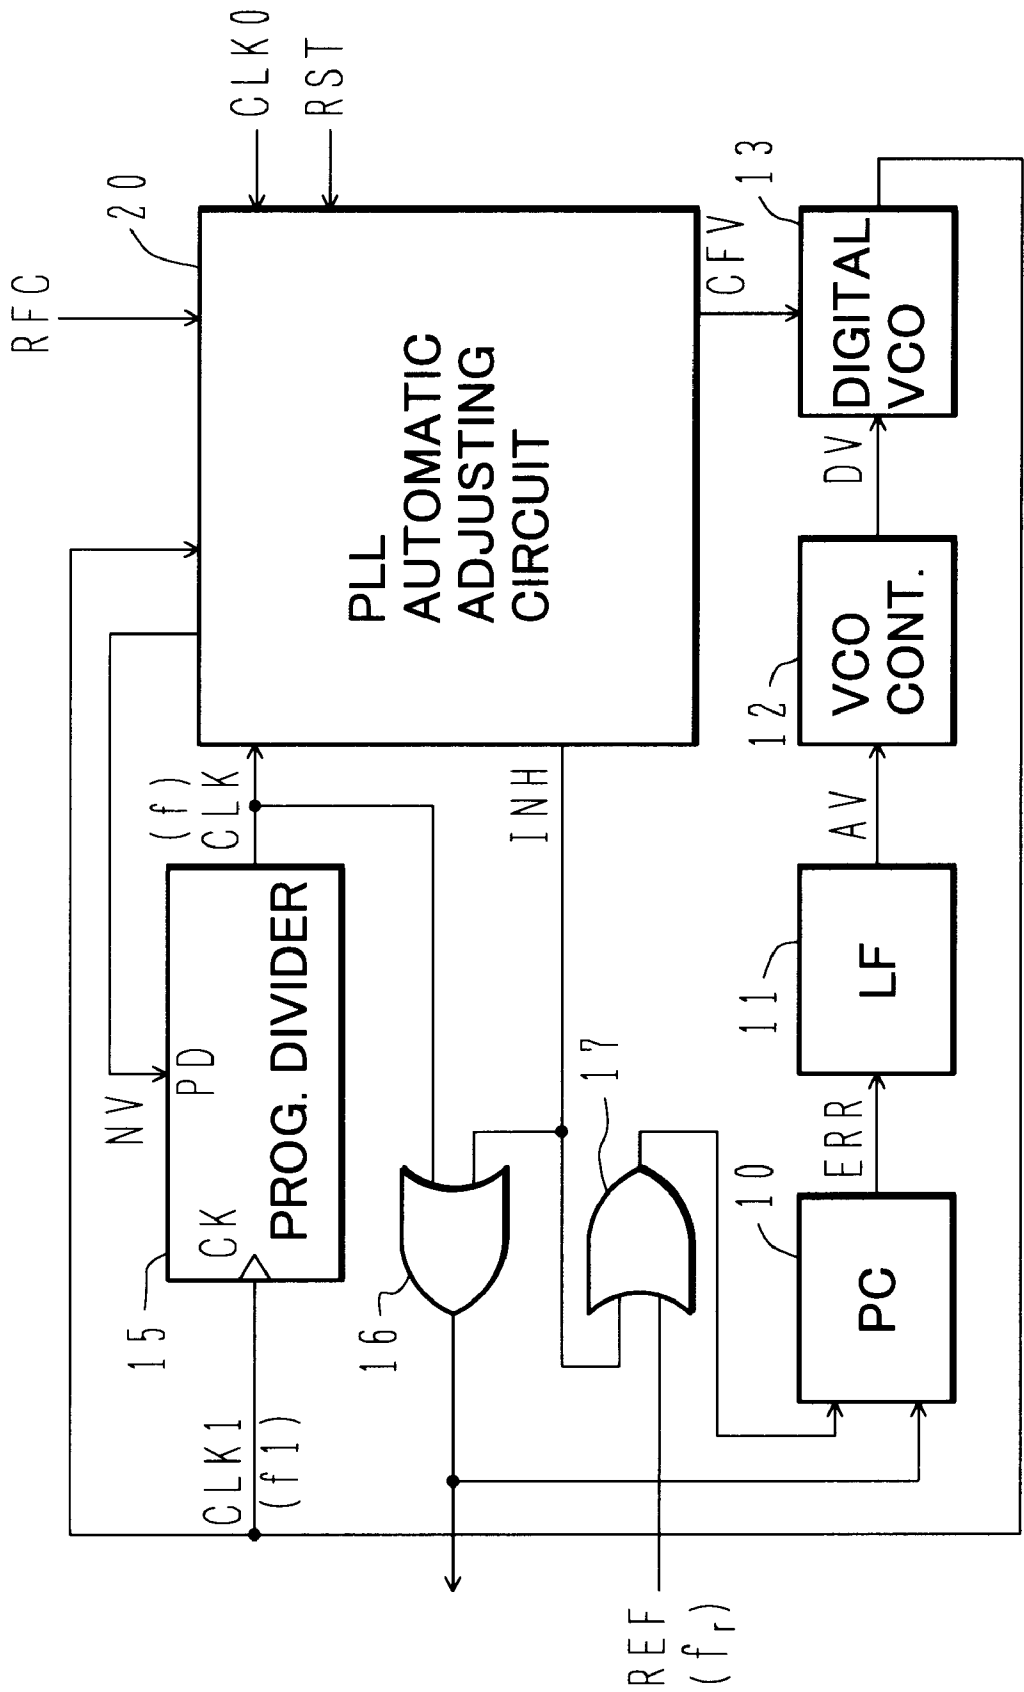 CLK1
(f1)
15
NV
CK
PD
PROG. DIVIDER
(f)
CLK
RFC
20
CLK0
RST
PLL
AUTOMATIC
ADJUSTING
CIRCUIT
16
INH
17
CFV
REF
(fr)
10
PC
ERR
11
LF
AV
12
VCO
CONT.
DV
13
DIGITAL
VCO